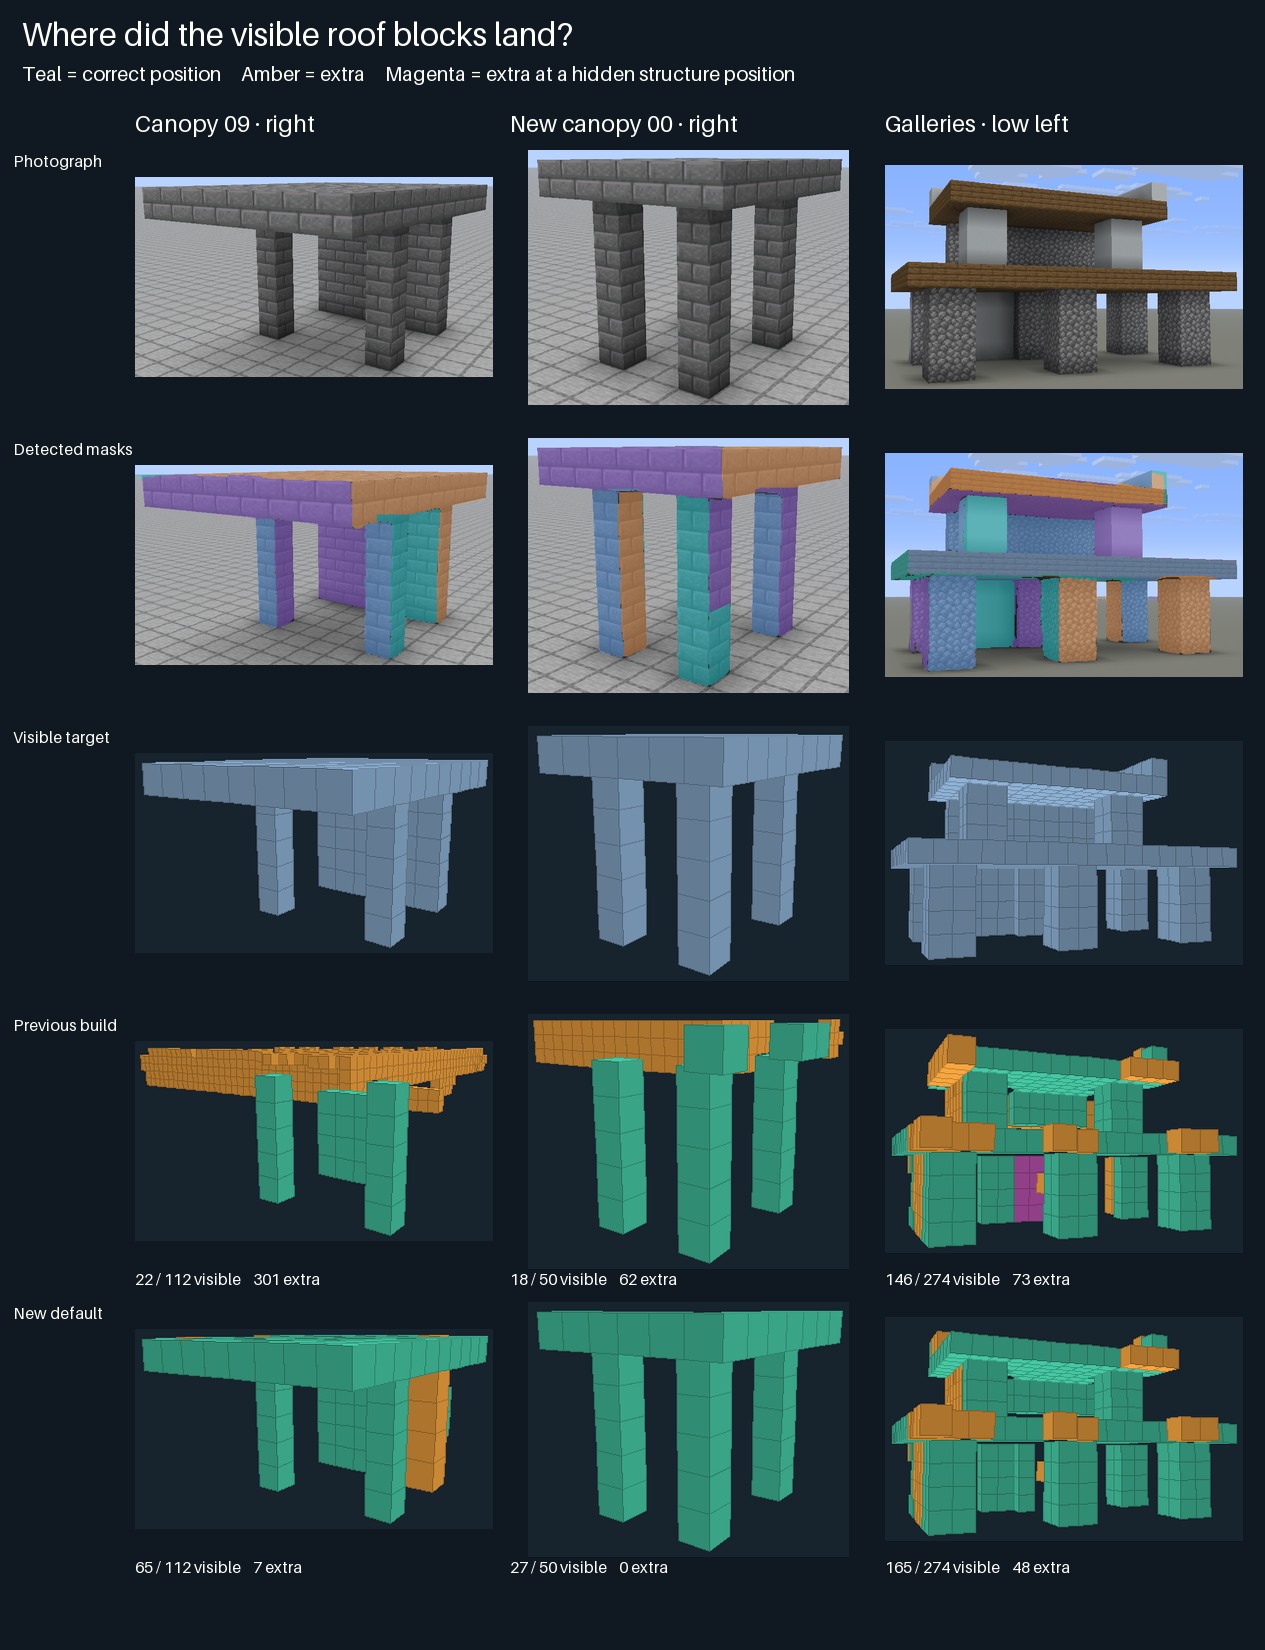 Where did the visible roof blocks land?
Teal = correct position Amber = extra Magenta = extra at a hidden structure position
Canopy 09 · right New canopy 00 · right Galleries · low left
Photograph
Detected masks
Visible target
Previous build
22 / 112 visible 301 extra 18 / 50 visible 62 extra 146 / 274 visible 73 extra
New default
65 / 112 visible 7 extra 27 / 50 visible 0 extra 165 / 274 visible 48 extra